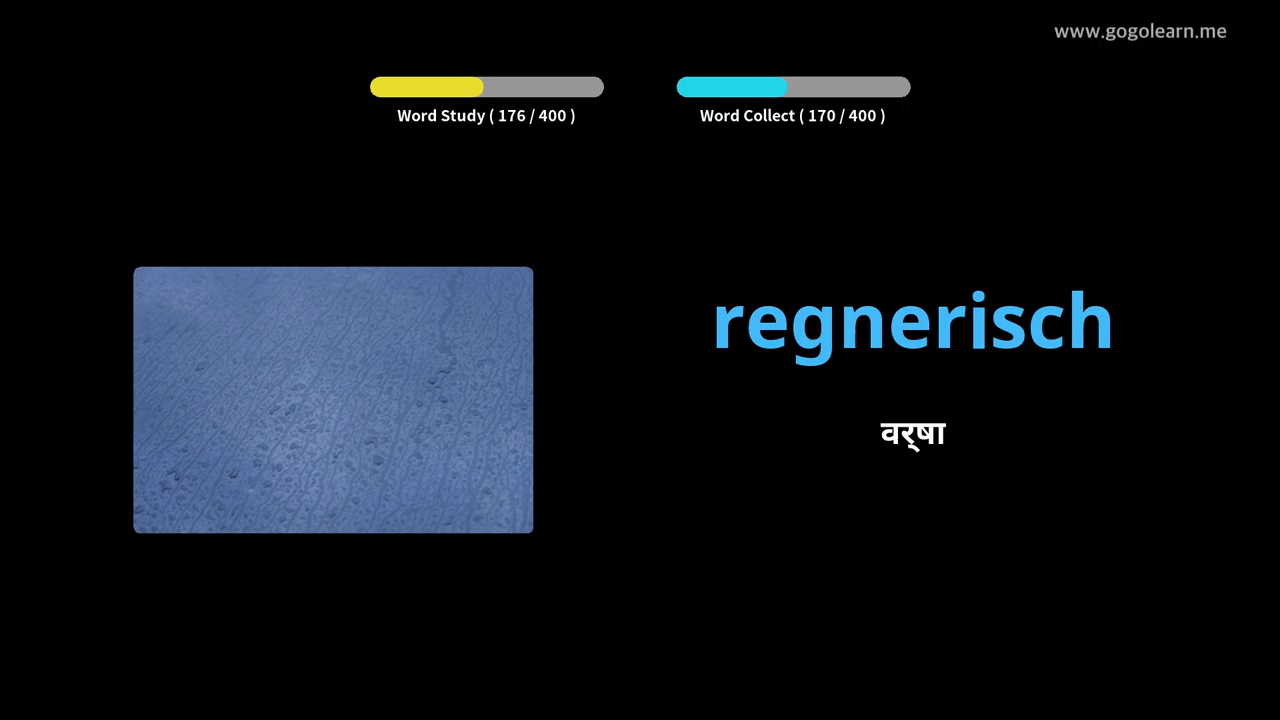 www.gogolearn.me
Word Study ( 176 / 400 )
Word Collect ( 170 / 400 )
regnerisch
वर्षा